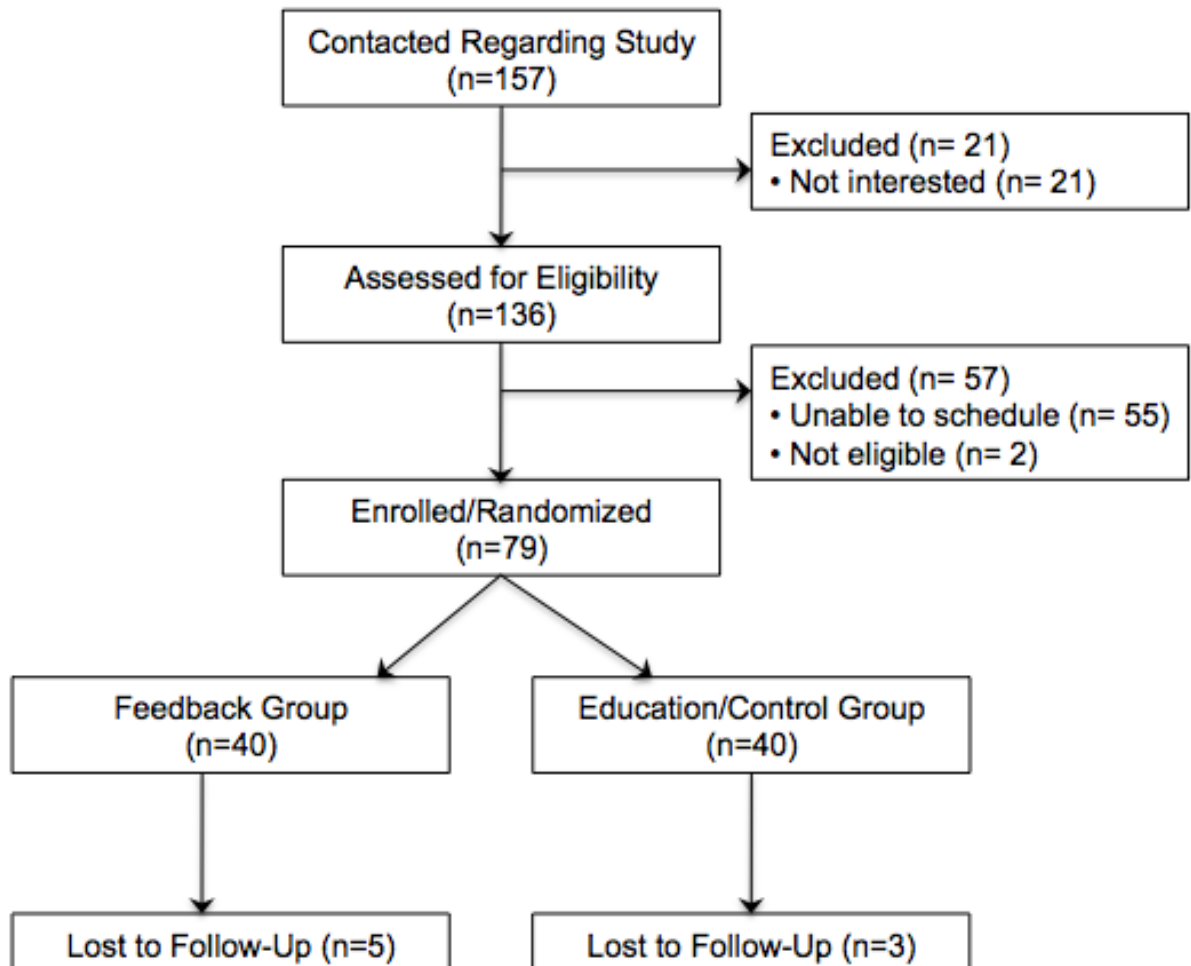 Contacted Regarding Study
(n=157)
Excluded (n= 21)
• Not interested (n= 21)
Assessed for Eligibility
(n=136)
Excluded (n= 57)
• Unable to schedule (n= 55)
• Not eligible (n= 2)
Enrolled/Randomized
(n=79)
Feedback Group
(n=40)
Education/Control Group
(n=40)
Lost to Follow-Up (n=5)
Lost to Follow-Up (n=3)